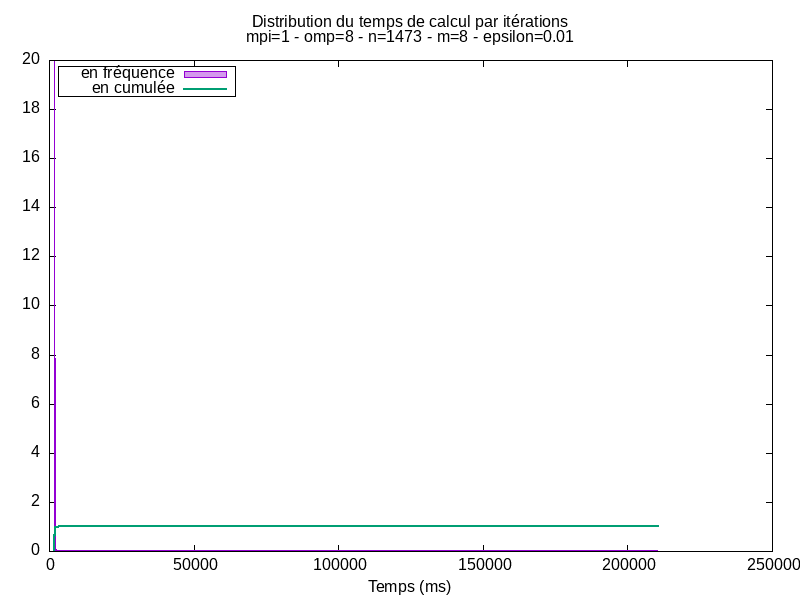 Distribution du temps de calcul par itérations
mpi=1 - omp=8 - n=1473 - m=8 - epsilon=0.01
en fréquence
en cumulée
20
18
16
14
12
10
8
6
4
2
0
0 50000 100000 150000 200000 250000
Temps (ms)